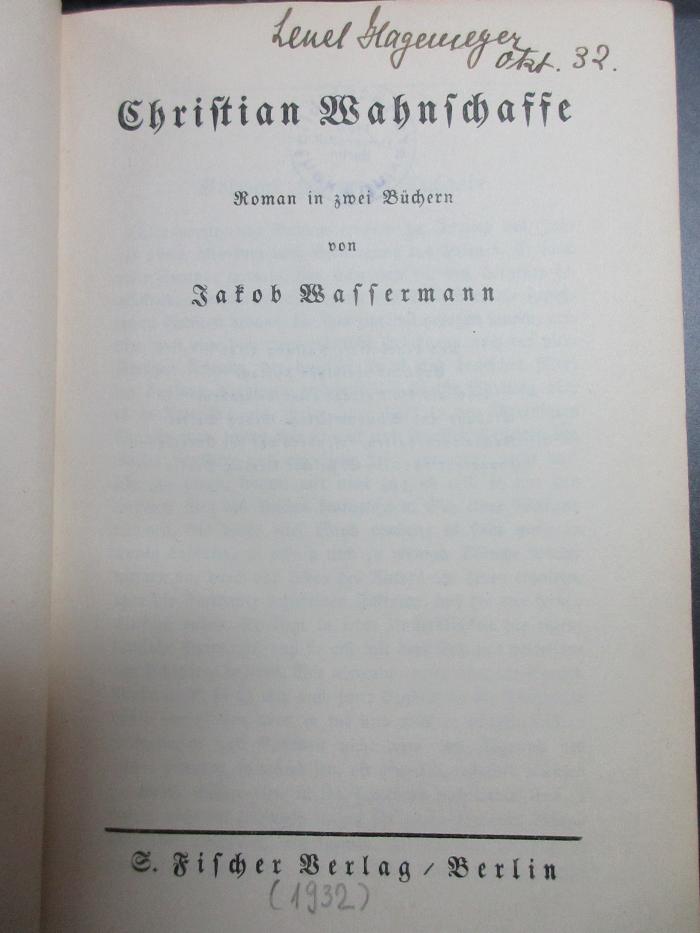 Lenel Hagemeyer
Okt. 32.
Christian Wahnschaffe
Roman in zwei Büchern
von
Jakob Wassermann
S. Fischer Verlag / Berlin
(1932)